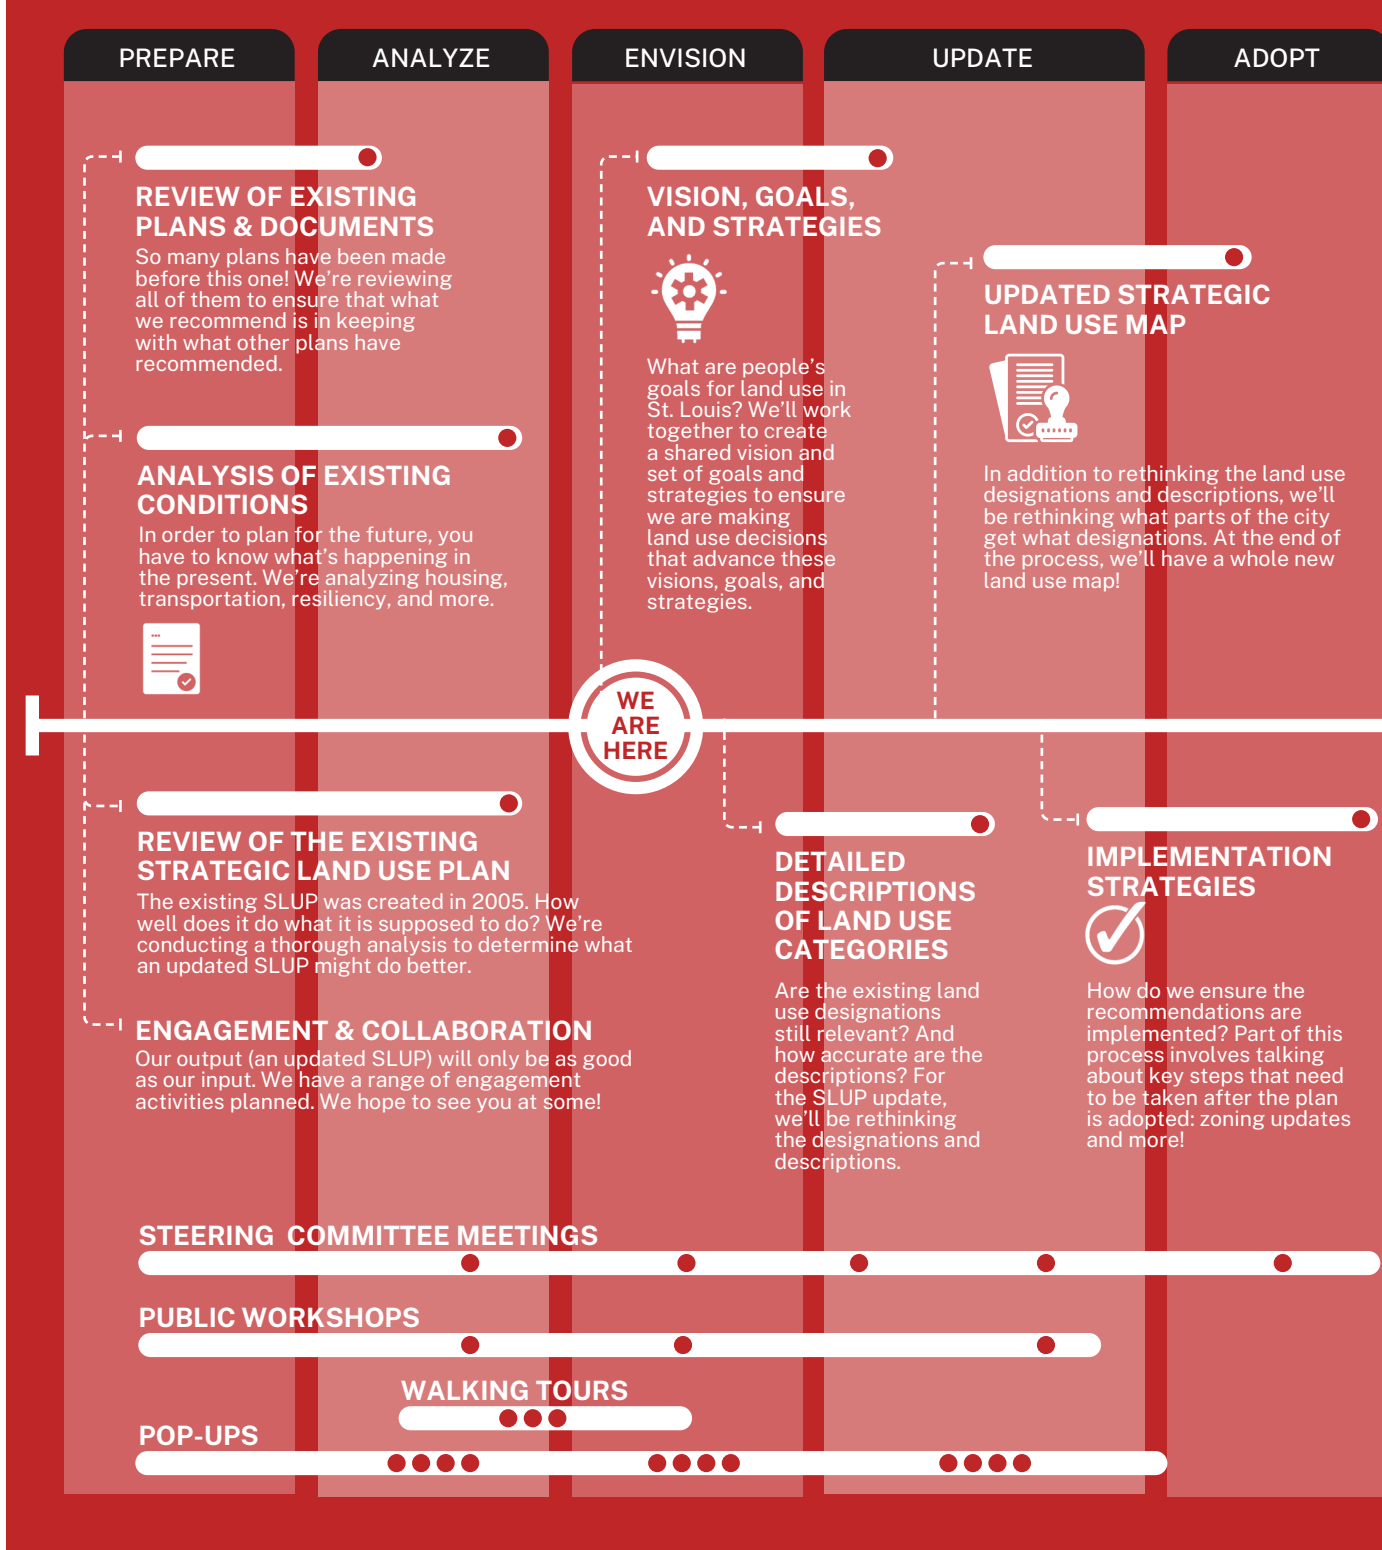 PREPARE
ANALYZE
ENVISION
UPDATE
ADOPT
REVIEW OF EXISTING
PLANS & DOCUMENTS
So many plans have been made
before this one! We're reviewing
all of them to ensure that what
we recommend is in keeping
with what other plans have
recommended.
ANALYSIS OF EXISTING
CONDITIONS
In order to plan for the future, you
have to know what's happening in
the present. We're analyzing housing,
transportation, resiliency, and more.
VISION, GOALS,
AND STRATEGIES
What are people's
goals for land use in
St. Louis? We'll work
together to create
a shared vision and
set of goals and
strategies to ensure
we are making
land use decisions
that advance these
visions, goals, and
strategies.
UPDATED STRATEGIC
LAND USE MAP
In addition to rethinking the land use
designations and descriptions, we'll
be rethinking what parts of the city
get what designations. At the end of
the process, we'll have a whole new
land use map!
WE
ARE
HERE
REVIEW OF THE EXISTING
STRATEGIC LAND USE PLAN
The existing SLUP was created in 2005. How
well does it do what it is supposed to do? We're
conducting a thorough analysis to determine what
an updated SLUP might do better.
ENGAGEMENT & COLLABORATION
Our output (an updated SLUP) will only be as good
as our input. We have a range of engagement
activities planned. We hope to see you at some!
DETAILED
DESCRIPTIONS
OF LAND USE
CATEGORIES
Are the existing land
use designations
still relevant? And
how accurate are the
descriptions? For
the SLUP update,
we'll be rethinking
the designations and
descriptions.
IMPLEMENTATION
STRATEGIES
How do we ensure the
recommendations are
implemented? Part of this
process involves talking
about key steps that need
to be taken after the plan
is adopted: zoning updates
and more!
STEERING COMMITTEE MEETINGS
PUBLIC WORKSHOPS
WALKING TOURS
POP-UPS